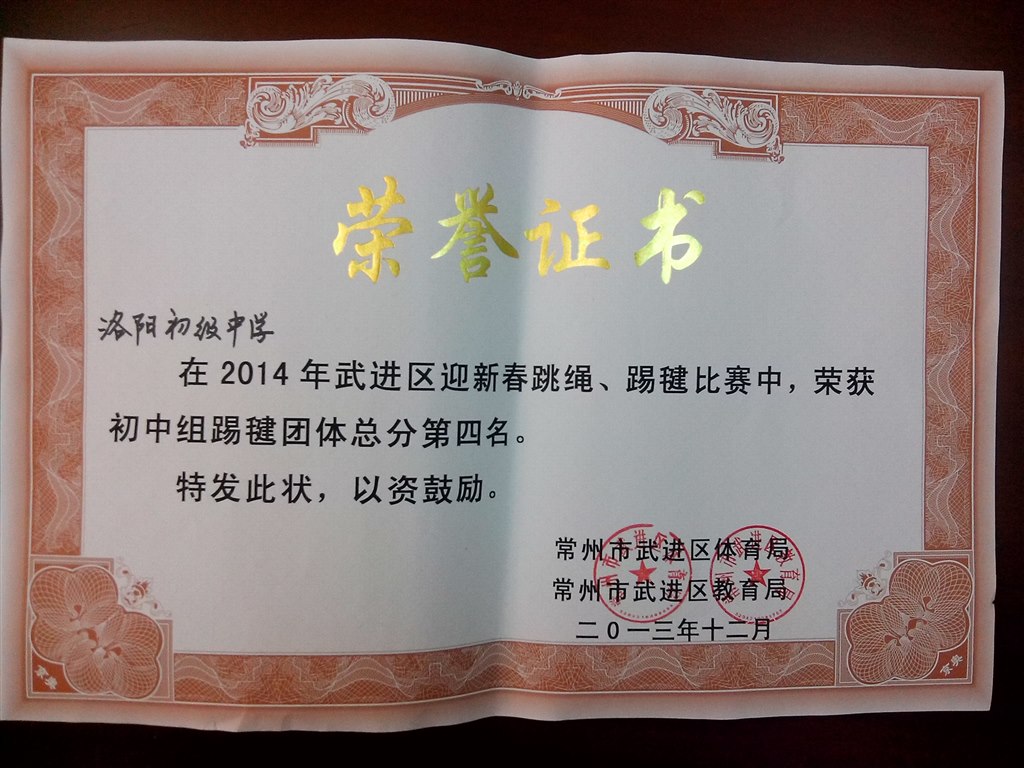 荣誉证书
洛阳初级中学
在2014年武进区迎新春跳绳、踢毽比赛中，荣获
初中组踢毽团体总分第四名。
特发此状，以资鼓励。
常州市武进区体育局
常州市武进区教育局
二0一三年十二月